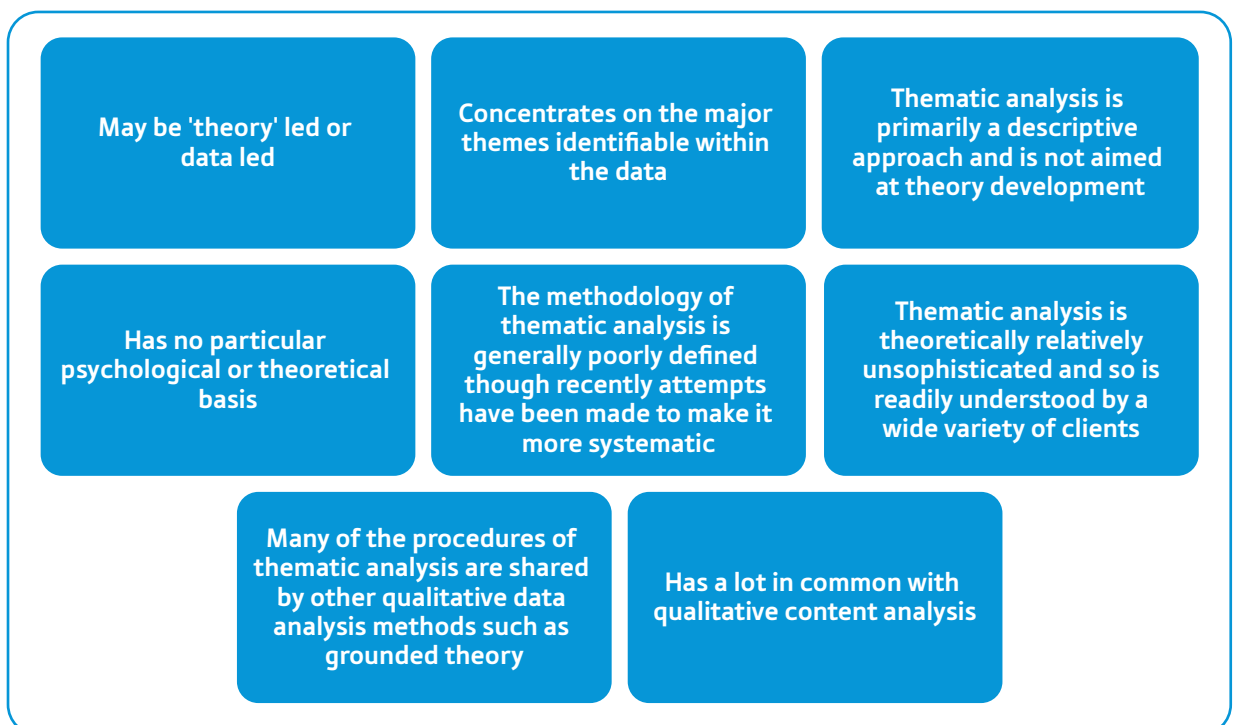 May be 'theory' led or
data led
Concentrates on the major
themes identifiable within
the data
Thematic analysis is
primarily a descriptive
approach and is not aimed
at theory development
Has no particular
psychological or theoretical
basis
The methodology of
thematic analysis is
generally poorly defined
though recently attempts
have been made to make it
more systematic
Thematic analysis is
theoretically relatively
unsophisticated and so is
readily understood by a
wide variety of clients
Many of the procedures of
thematic analysis are shared
by other qualitative data
analysis methods such as
grounded theory
Has a lot in common with
qualitative content analysis